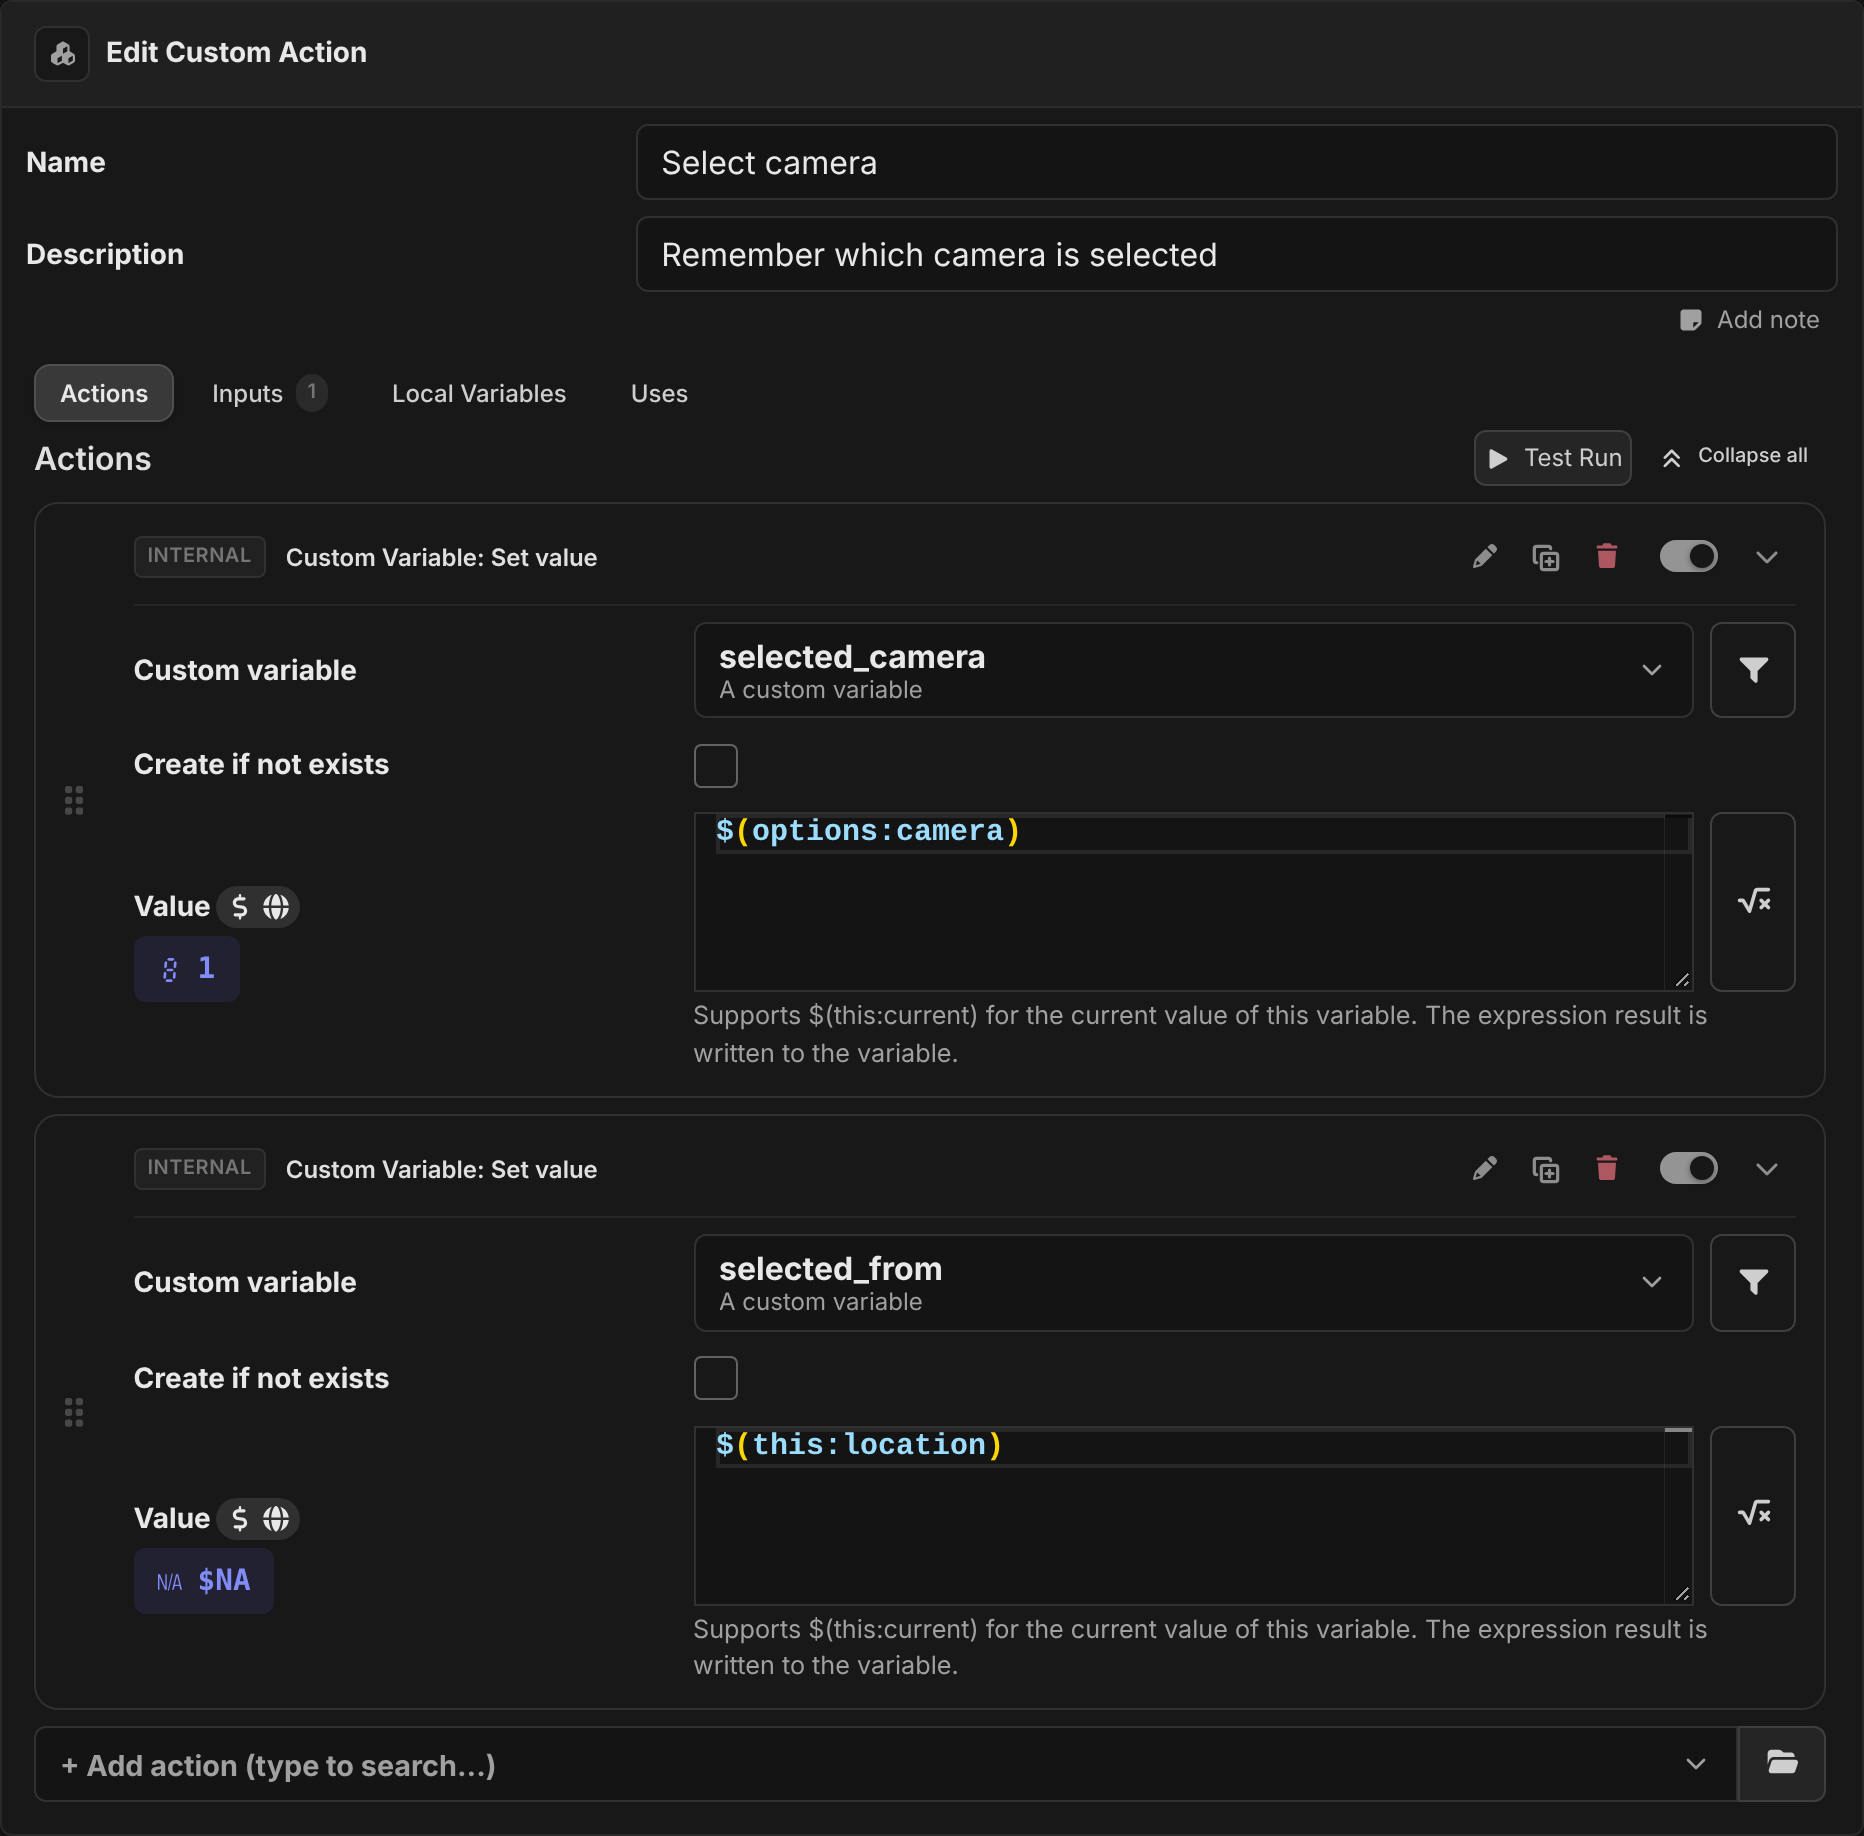 Edit Custom Action
Name
Select camera
Description
Remember which camera is selected
Add note
Actions
Inputs 1
Local Variables
Uses
Actions
Test Run
Collapse all
INTERNAL Custom Variable: Set value
Custom variable
selected_camera
A custom variable
Create if not exists
$(options:camera)
Value $
1
Supports $(this:current) for the current value of this variable. The expression result is
written to the variable.
INTERNAL Custom Variable: Set value
Custom variable
selected_from
A custom variable
Create if not exists
$(this:location)
Value $
N/A $NA
Supports $(this:current) for the current value of this variable. The expression result is
written to the variable.
+ Add action (type to search...)